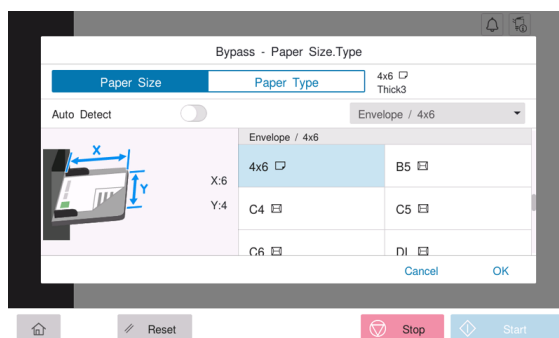 Bypass - Paper Size.Type
Paper Size
Paper Type
4x6
Thick3
Auto Detect
Envelope / 4x6
Envelope / 4x6
X
Y
X:6
Y:4
4x6
B5
C4
C5
C6
DL
Cancel
OK
Reset
Stop
Start